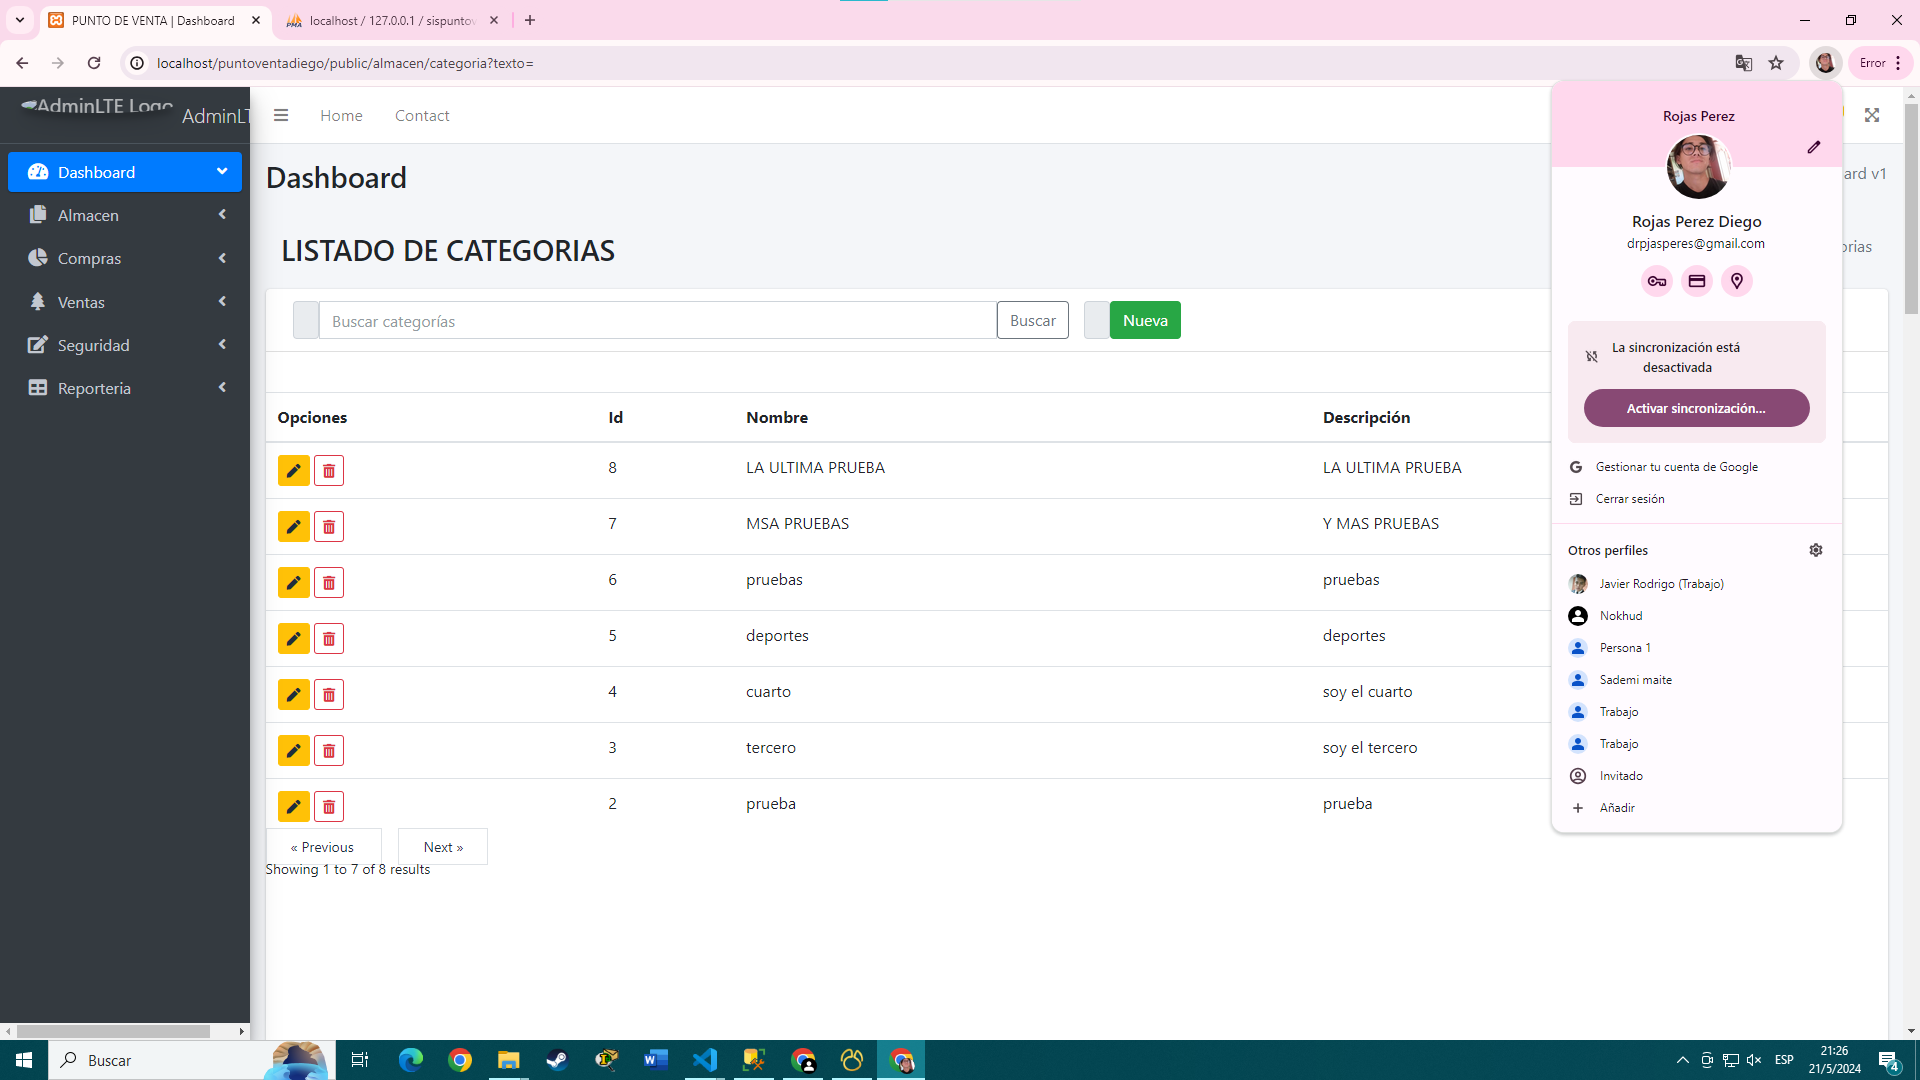 PUNTO DE VENTA | Dashboard
localhost / 127.0.0.1 / sispuntov
localhost/puntoventadiego/public/almacen/categoria?texto=
Error
AdminLTE Logo
AdminLT
Home
Contact
Dashboard
Almacen
Compras
Ventas
Seguridad
Reporteria
Dashboard
ard v1
LISTADO DE CATEGORIAS
orias
Buscar categorías
Buscar
Nueva
Opciones Id Nombre Descripción
8 LA ULTIMA PRUEBA LA ULTIMA PRUEBA
7 MSA PRUEBAS Y MAS PRUEBAS
6 pruebas pruebas
5 deportes deportes
4 cuarto soy el cuarto
3 tercero soy el tercero
2 prueba prueba
« Previous Next »
Showing 1 to 7 of 8 results
Rojas Perez
Rojas Perez Diego
drpjasperes@gmail.com
La sincronización está
desactivada
Activar sincronización...
Gestionar tu cuenta de Google
Cerrar sesión
Otros perfiles
Javier Rodrigo (Trabajo)
Nokhud
Persona 1
Sademi maite
Trabajo
Trabajo
Invitado
Añadir
Buscar
ESP
21:26
21/5/2024
4